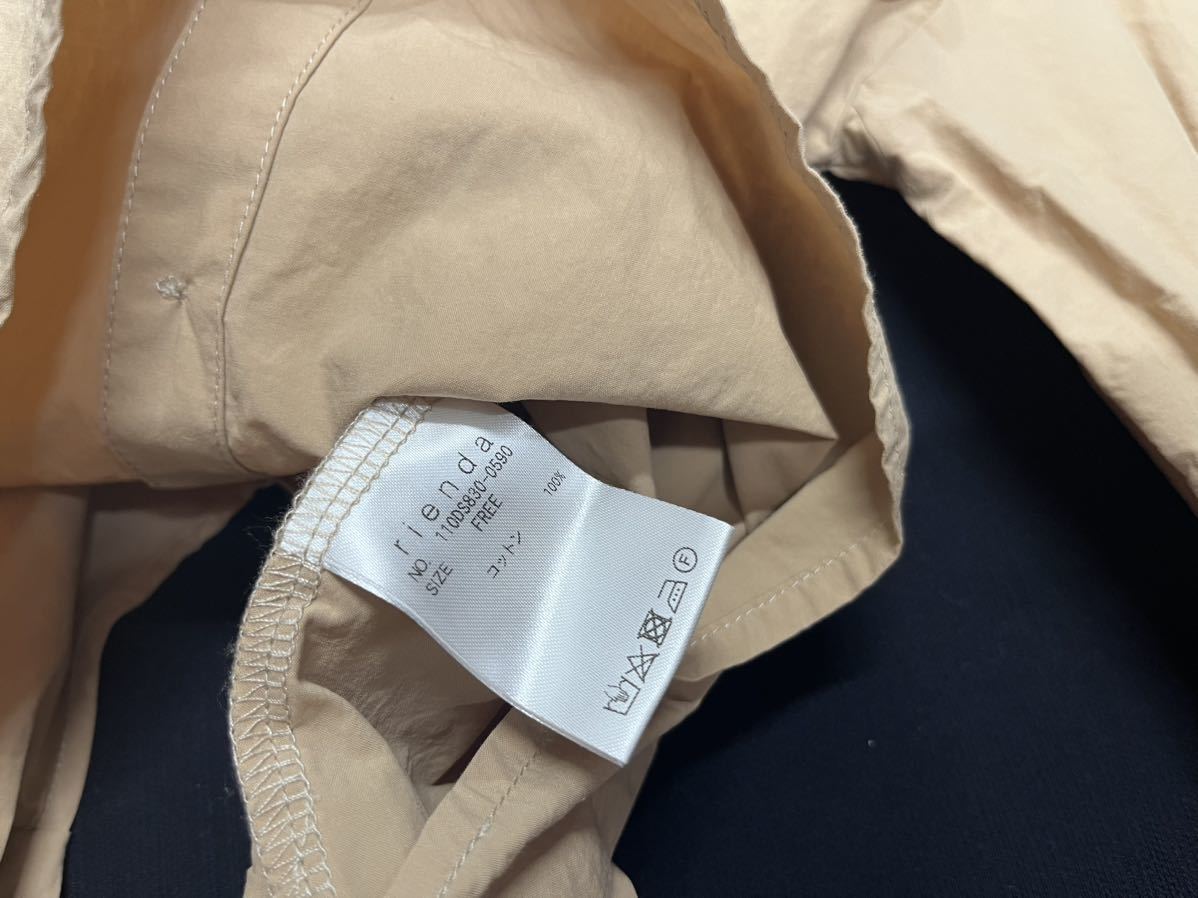 rienda
NO. 110DS830-0590
SIZE FREE
コットン 100%
F